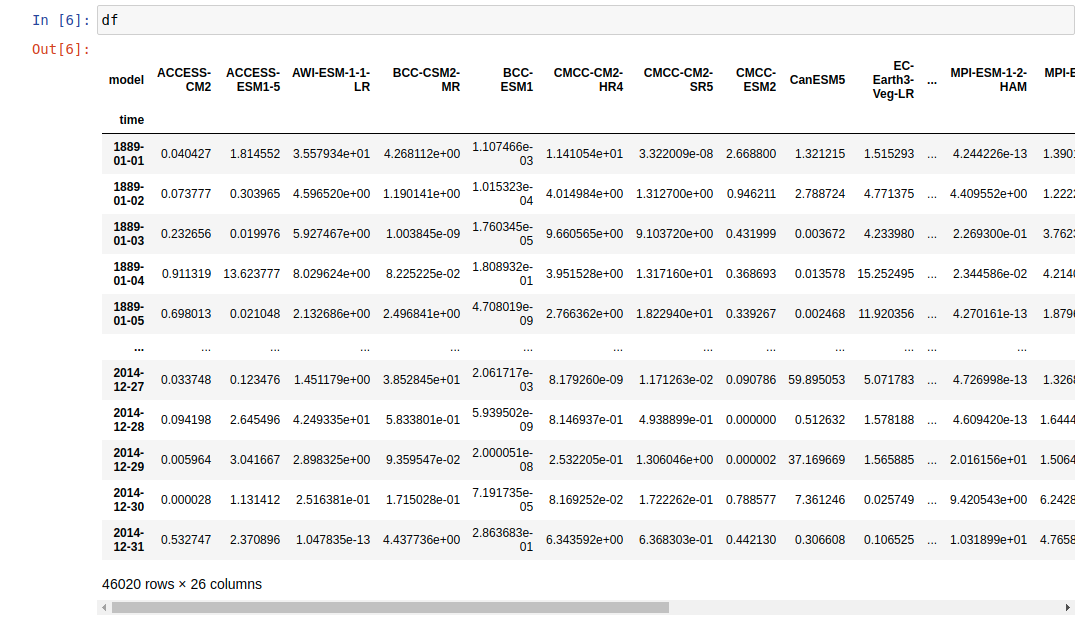 In [6]: df
Out[6]:
model ACCESS-CM2 ACCESS-ESM1-5 AWI-ESM-1-1-LR BCC-CSM2-MR BCC-ESM1 CMCC-CM2-HR4 CMCC-CM2-SR5 CMCC-ESM2 CanESM5 EC-Earth3-Veg-LR ... MPI-ESM-1-2-HAM MPI-E
time
1889-01-01 0.040427 1.814552 3.557934e+01 4.268112e+00 1.107466e-03 1.141054e+01 3.322009e-08 2.668800 1.321215 1.515293 ... 4.244226e-13 1.390
1889-01-02 0.073777 0.303965 4.596520e+00 1.190141e+00 1.015323e-04 4.014984e+00 1.312700e+00 0.946211 2.788724 4.771375 ... 4.409552e+00 1.222
1889-01-03 0.232656 0.019976 5.927467e+00 1.003845e-09 1.760345e-05 9.660565e+00 9.103720e+00 0.431999 0.003672 4.233980 ... 2.269300e-01 3.762
1889-01-04 0.911319 13.623777 8.029624e+00 8.225225e-02 1.808932e-01 3.951528e+00 1.317160e+01 0.368693 0.013578 15.252495 ... 2.344586e-02 4.214
1889-01-05 0.698013 0.021048 2.132686e+00 2.496841e+00 4.708019e-09 2.766362e+00 1.822940e+01 0.339267 0.002468 11.920356 ... 4.270161e-13 1.879
... ... ... ... ... ... ... ... ... ... ... ... ...
2014-12-27 0.033748 0.123476 1.451179e+00 3.852845e+01 2.061717e-03 8.179260e-09 1.171263e-02 0.090786 59.895053 5.071783 ... 4.726998e-13 1.326
2014-12-28 0.094198 2.645496 4.249335e+01 5.833801e-01 5.939502e-09 8.146937e-01 4.938899e-01 0.000000 0.512632 1.578188 ... 4.609420e-13 1.6444
2014-12-29 0.005964 3.041667 2.898325e+00 9.359547e-02 2.000051e-08 2.532205e-01 1.306046e+00 0.000002 37.169669 1.565885 ... 2.016156e+01 1.5064
2014-12-30 0.000028 1.131412 2.516381e-01 1.715028e-01 7.191735e-05 8.169252e-02 1.722262e-01 0.788577 7.361246 0.025749 ... 9.420543e+00 6.2428
2014-12-31 0.532747 2.370896 1.047835e-13 4.437736e+00 2.863683e-01 6.343592e+00 6.368303e-01 0.442130 0.306608 0.106525 ... 1.031899e+01 4.7658
46020 rows × 26 columns